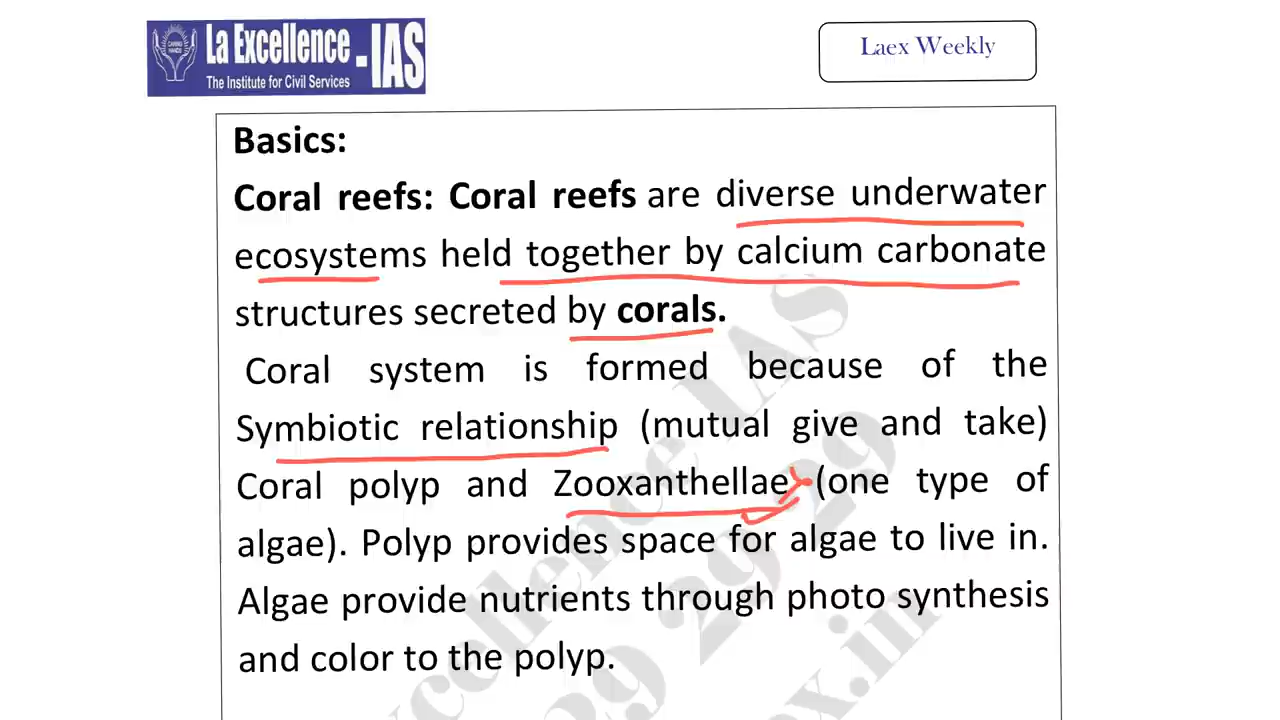 La Excellence -IAS
The Institute for Civil Services
Laex Weekly
Basics:
Coral reefs: Coral reefs are diverse underwater
ecosystems held together by calcium carbonate
structures secreted by corals.
Coral system is formed because of the
Symbiotic relationship (mutual give and take)
Coral polyp and Zooxanthellae (one type of
algae). Polyp provides space for algae to live in.
Algae provide nutrients through photo synthesis
and color to the polyp.